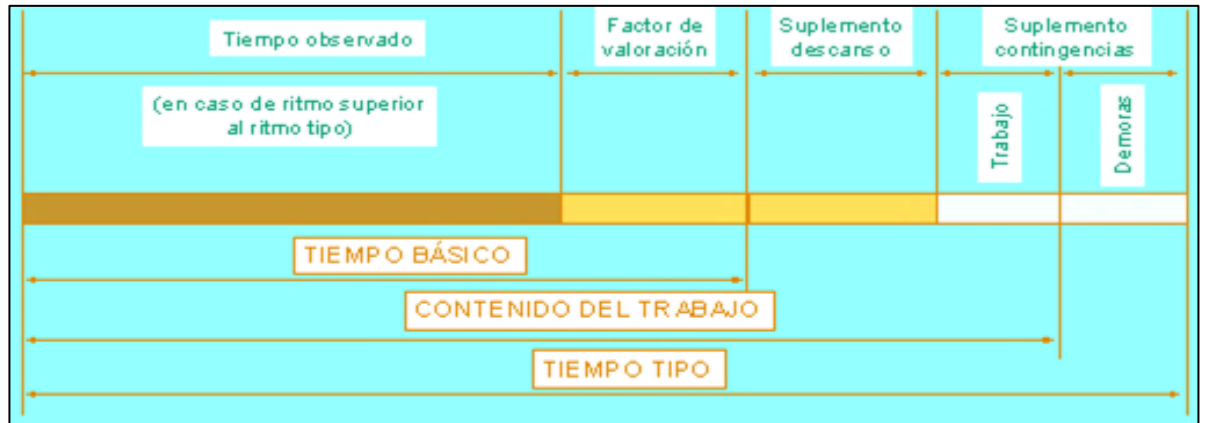 Tiempo observado
Factor de
valoración
Suplemento
descanso
Suplemento
contingencias
(en caso de ritmo superior
al ritmo tipo)
Trabajo
Demoras
TIEMPO BÁSICO
CONTENIDO DEL TRABAJO
TIEMPO TIPO